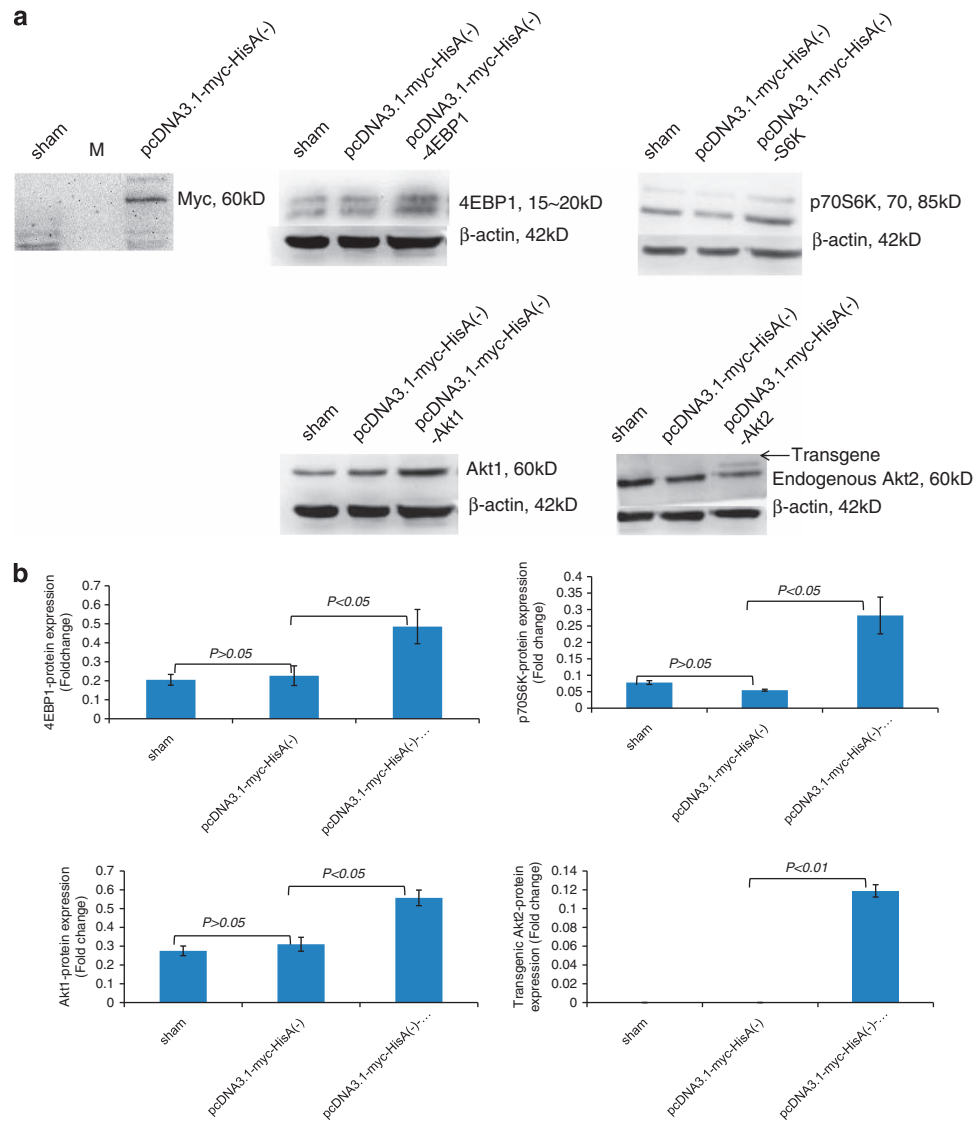 a
sham
M
pcDNA3.1-myc-HisA(-)
Myc, 60kD
sham
pcDNA3.1-myc-HisA(-)
pcDNA3.1-myc-HisA(-)
-4EBP1
4EBP1, 15~20kD
β-actin, 42kD
sham
pcDNA3.1-myc-HisA(-)
pcDNA3.1-myc-HisA(-)
-S6K
p70S6K, 70, 85kD
β-actin, 42kD
sham
pcDNA3.1-myc-HisA(-)
pcDNA3.1-myc-HisA(-)
-Akt1
Akt1, 60kD
β-actin, 42kD
sham
pcDNA3.1-myc-HisA(-)
pcDNA3.1-myc-HisA(-)
-Akt2
Transgene
Endogenous Akt2, 60kD
β-actin, 42kD
b
4EBP1-protein expression
(Foldchange)
0.7
0.6
0.5
0.4
0.3
0.2
0.1
0
P>0.05
P<0.05
sham
pcDNA3.1-myc-HisA(-)
pcDNA3.1-myc-HisA(-)-...
p70S6K-protein expression
(Fold change)
0.4
0.35
0.3
0.25
0.2
0.15
0.1
0.05
0
P>0.05
P<0.05
sham
pcDNA3.1-myc-HisA(-)
pcDNA3.1-myc-HisA(-)-...
Akt1-protein expression
(Fold change)
0.7
0.6
0.5
0.4
0.3
0.2
0.1
0
P>0.05
P<0.05
sham
pcDNA3.1-myc-HisA(-)
pcDNA3.1-myc-HisA(-)-...
Transgenic Akt2-protein
expression (Fold change)
0.14
0.12
0.1
0.08
0.06
0.04
0.02
0
P<0.01
sham
pcDNA3.1-myc-HisA(-)
pcDNA3.1-myc-HisA(-)-...